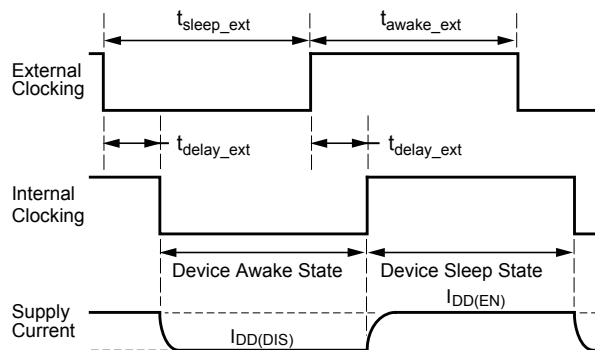 t_sleep_ext
t_awake_ext
External
Clocking
t_delay_ext
t_delay_ext
Internal
Clocking
Device Awake State
Device Sleep State
Supply
Current
I_DD(DIS)
I_DD(EN)